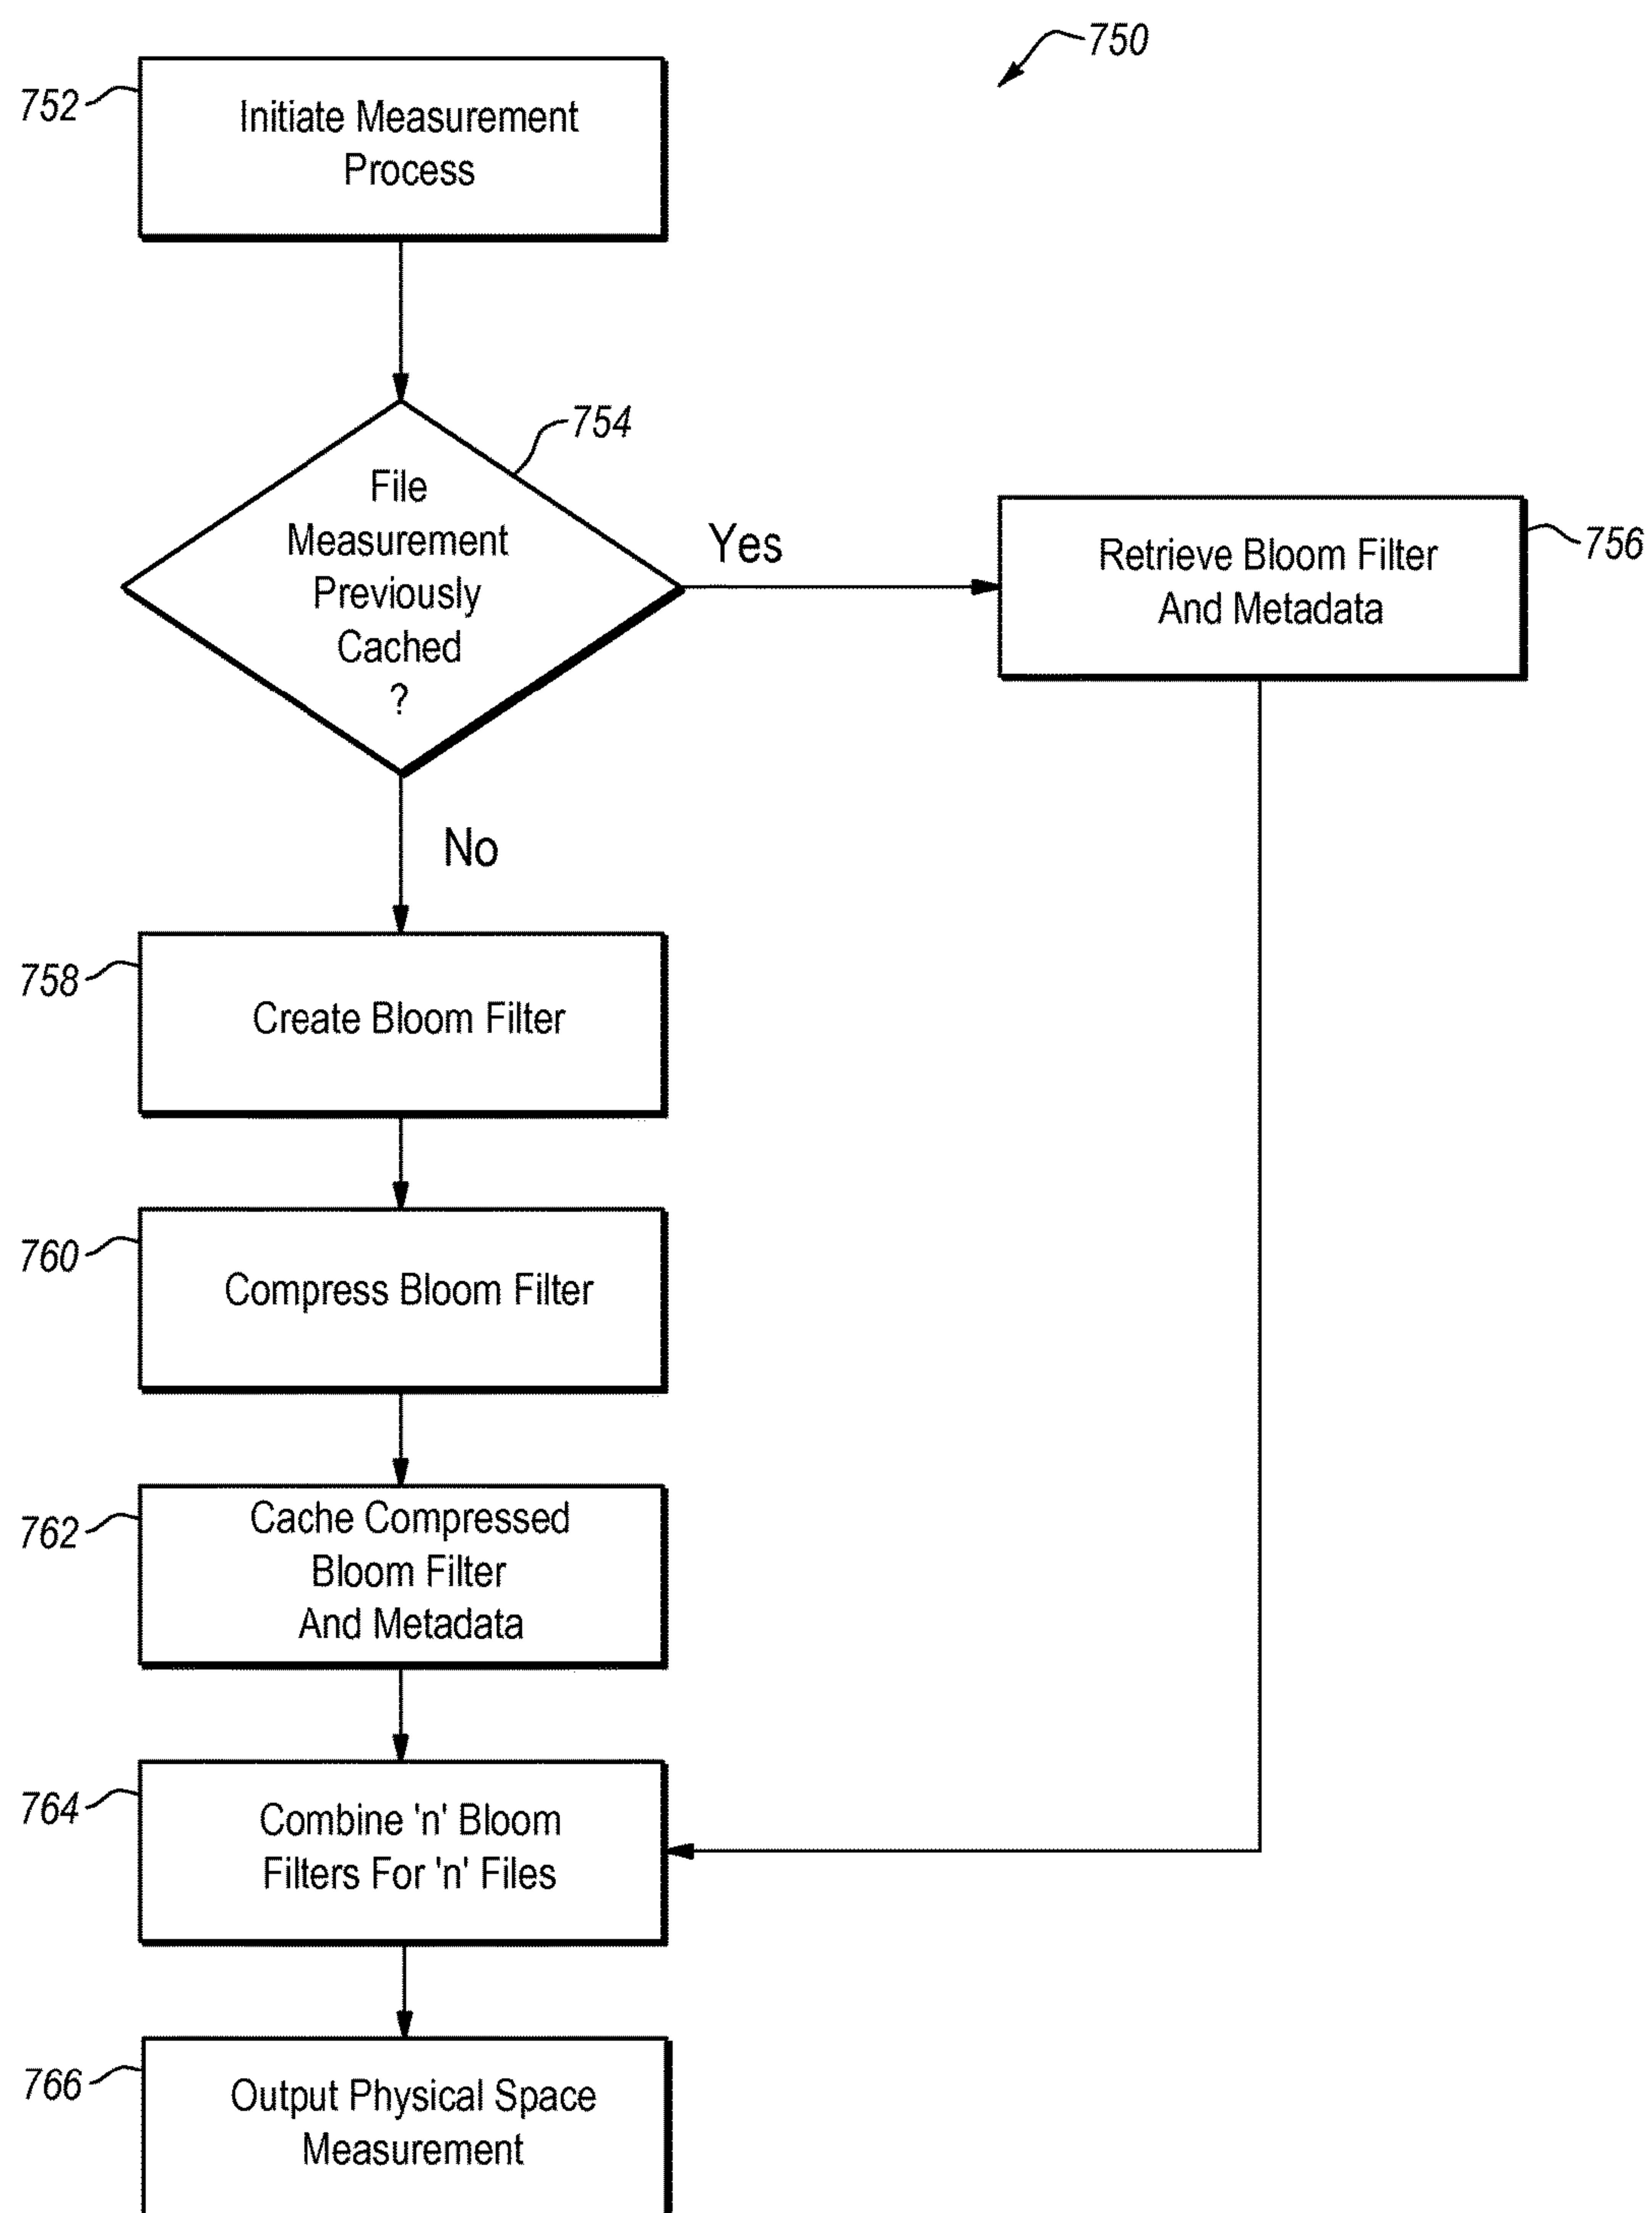 750
752
Initiate Measurement
Process
754
File
Measurement
Previously
Cached
?
Yes
756
Retrieve Bloom Filter
And Metadata
No
758
Create Bloom Filter
760
Compress Bloom Filter
762
Cache Compressed
Bloom Filter
And Metadata
764
Combine 'n' Bloom
Filters For 'n' Files
766
Output Physical Space
Measurement